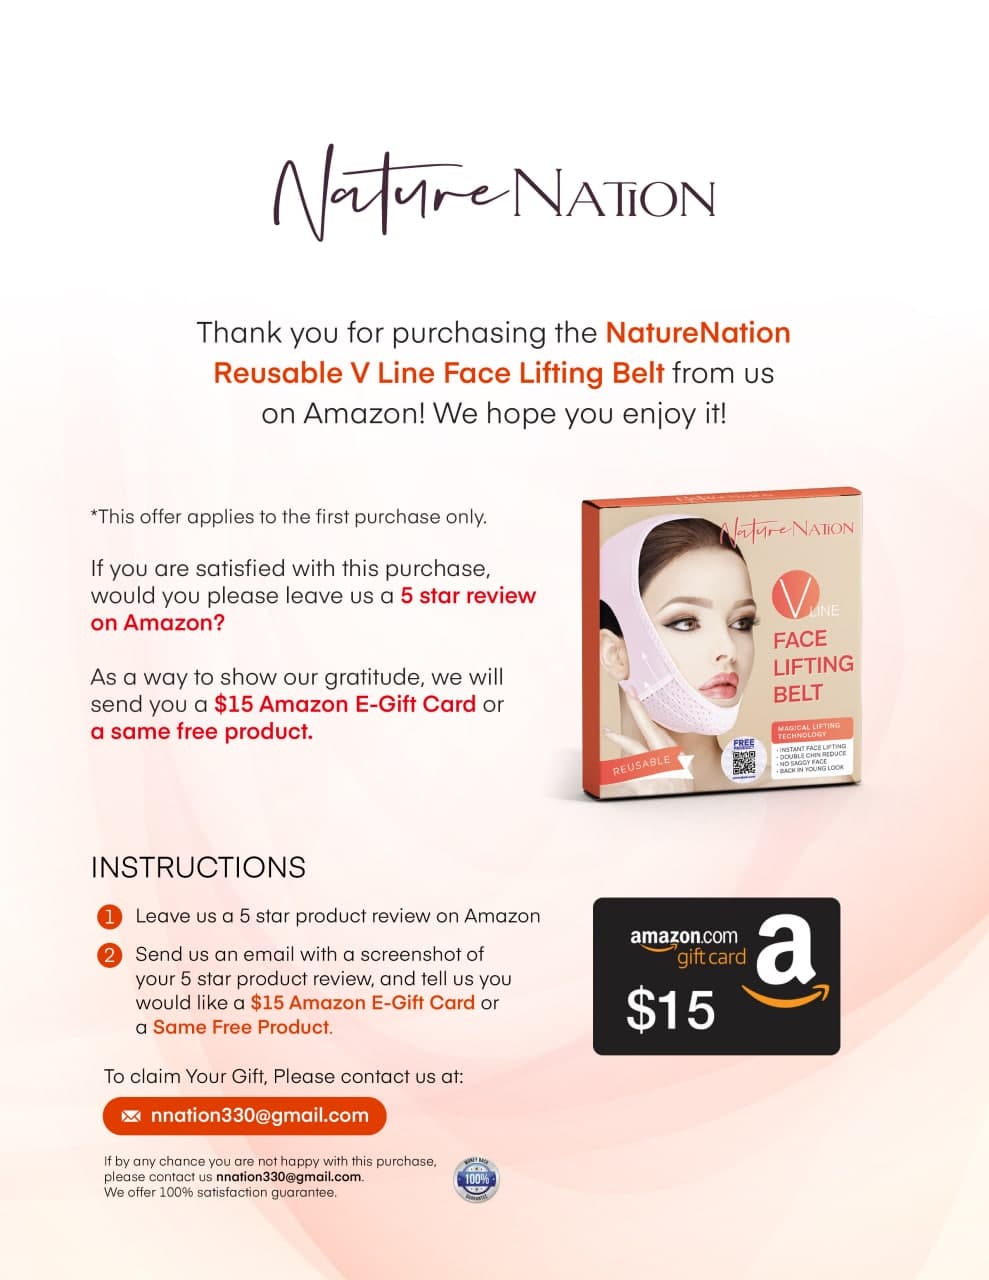 Nature NATION
Thank you for purchasing the NatureNation
Reusable V Line Face Lifting Belt from us
on Amazon! We hope you enjoy it!
*This offer applies to the first purchase only.
If you are satisfied with this purchase,
would you please leave us a 5 star review
on Amazon?
As a way to show our gratitude, we will
send you a $15 Amazon E-Gift Card or
a same free product.
Nature NATION
V LINE
FACE
LIFTING
BELT
MAGICAL LIFTING
TECHNOLOGY
• INSTANT FACE LIFTING
• DOUBLE CHIN REDUCE
• NO SAGGY FACE
• BACK IN YOUNG LOOK
FREE
REUSABLE
INSTRUCTIONS
1 Leave us a 5 star product review on Amazon
2 Send us an email with a screenshot of
your 5 star product review, and tell us you
would like a $15 Amazon E-Gift Card or
a Same Free Product.
amazon.com
gift card
a
$15
To claim Your Gift, Please contact us at:
nnation330@gmail.com
If by any chance you are not happy with this purchase,
please contact us nnation330@gmail.com.
We offer 100% satisfaction guarantee.
MONEY BACK
100%
GUARANTEE